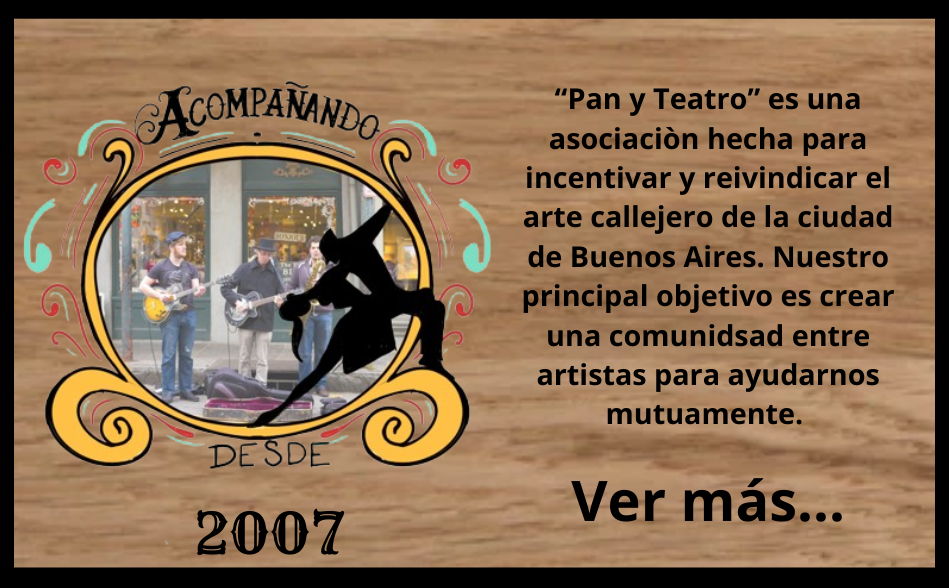 ACOMPAÑANDO
DESDE
2007
“Pan y Teatro” es una
asociaciòn hecha para
incentivar y reivindicar el
arte callejero de la ciudad
de Buenos Aires. Nuestro
principal objetivo es crear
una comunidsad entre
artistas para ayudarnos
mutuamente.
Ver más...